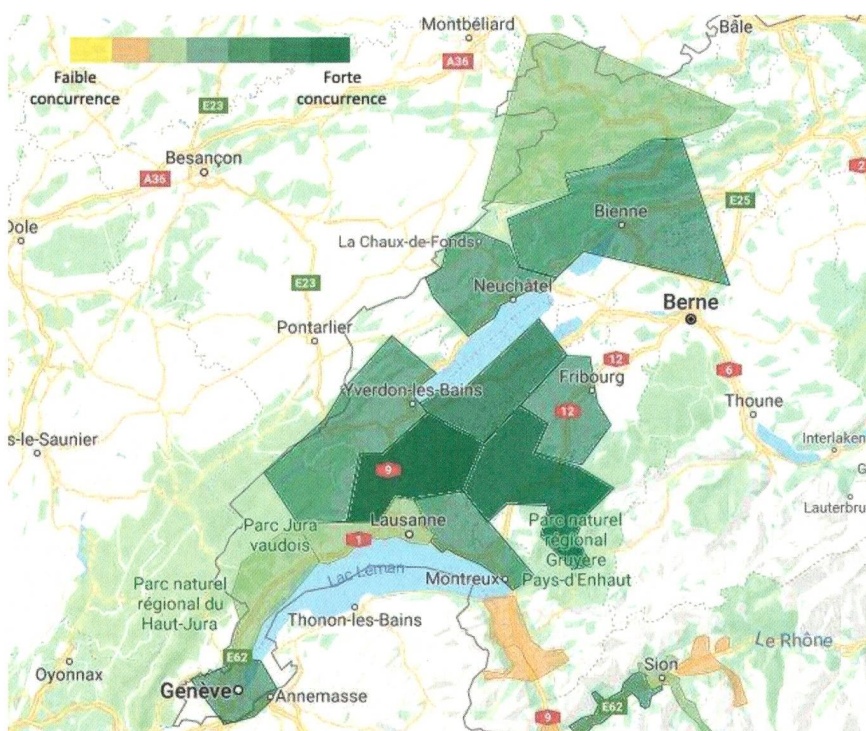 Montbéliard
Bâle
A36
Faible
concurrence
Forte
concurrence
E23
Besançon
A36
2
Dole
Bienne
E25
La Chaux-de-Fonds
E23
Neuchâtel
Berne
Pontarlier
12
6
Yverdon-les-Bains
Fribourg
12
Thoune
s-le-Saunier
Interlaken
9
G
Lauterbru
Parc Jura
vaudois
Lausanne
1
Parc naturel
régional
Gruyère
Pays-d'Enhaut
Lac Léman
Montreux
Parc naturel
régional du
Haut-Jura
Thonon-les-Bains
Le Rhône
E62
Oyonnax
Sion
Genève
Annemasse
E62
9